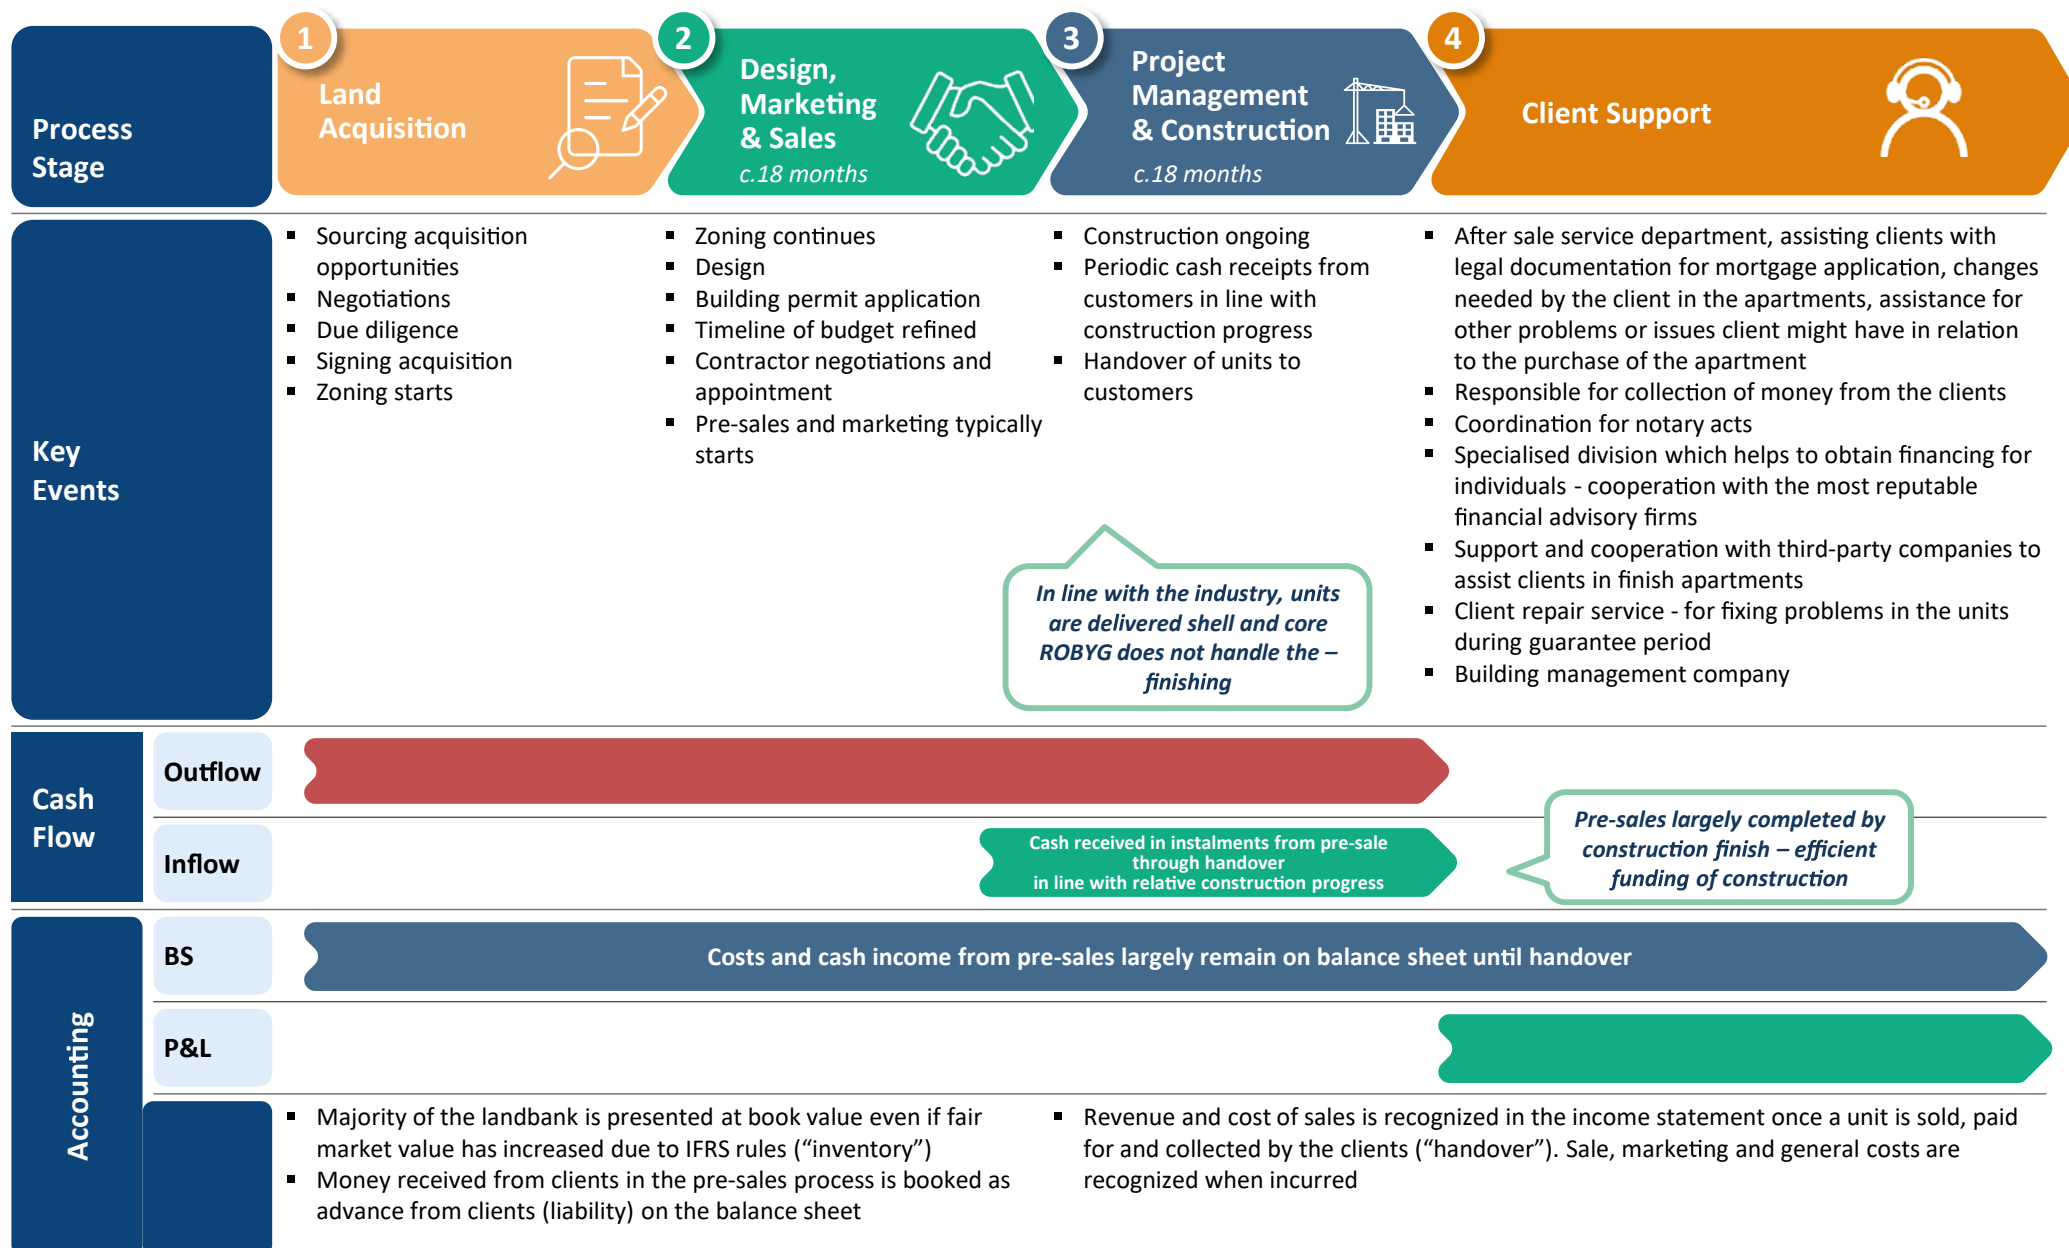 Process
Stage
1
Land
Acquisition
2
Design,
Marketing
& Sales
c.18 months
3
Project
Management
& Construction
c.18 months
4
Client Support
Key
Events
▪ Sourcing acquisition
opportunities
▪ Negotiations
▪ Due diligence
▪ Signing acquisition
▪ Zoning starts
▪ Zoning continues
▪ Design
▪ Building permit application
▪ Timeline of budget refined
▪ Contractor negotiations and
appointment
▪ Pre-sales and marketing typically
starts
▪ Construction ongoing
▪ Periodic cash receipts from
customers in line with
construction progress
▪ Handover of units to
customers
In line with the industry, units
are delivered shell and core
ROBYG does not handle the –
finishing
▪ After sale service department, assisting clients with
legal documentation for mortgage application, changes
needed by the client in the apartments, assistance for
other problems or issues client might have in relation
to the purchase of the apartment
▪ Responsible for collection of money from the clients
▪ Coordination for notary acts
▪ Specialised division which helps to obtain financing for
individuals - cooperation with the most reputable
financial advisory firms
▪ Support and cooperation with third-party companies to
assist clients in finish apartments
▪ Client repair service - for fixing problems in the units
during guarantee period
▪ Building management company
Cash
Flow
Outflow
Inflow
Cash received in instalments from pre-sale
through handover
in line with relative construction progress
Pre-sales largely completed by
construction finish – efficient
funding of construction
Accounting
BS
Costs and cash income from pre-sales largely remain on balance sheet until handover
P&L
▪ Majority of the landbank is presented at book value even if fair
market value has increased due to IFRS rules (“inventory”)
▪ Money received from clients in the pre-sales process is booked as
advance from clients (liability) on the balance sheet
▪ Revenue and cost of sales is recognized in the income statement once a unit is sold, paid
for and collected by the clients (“handover”). Sale, marketing and general costs are
recognized when incurred